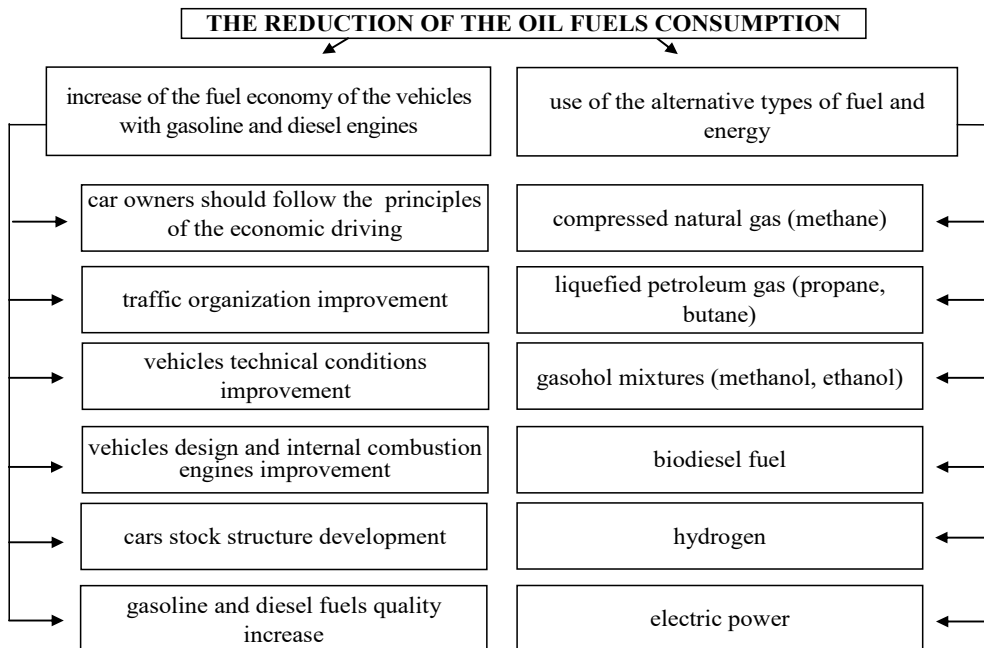 THE REDUCTION OF THE OIL FUELS CONSUMPTION
increase of the fuel economy of the vehicles
with gasoline and diesel engines
use of the alternative types of fuel and
energy
car owners should follow the principles
of the economic driving
compressed natural gas (methane)
traffic organization improvement
liquefied petroleum gas (propane,
butane)
vehicles technical conditions
improvement
gasohol mixtures (methanol, ethanol)
vehicles design and internal combustion
engines improvement
biodiesel fuel
cars stock structure development
hydrogen
gasoline and diesel fuels quality
increase
electric power